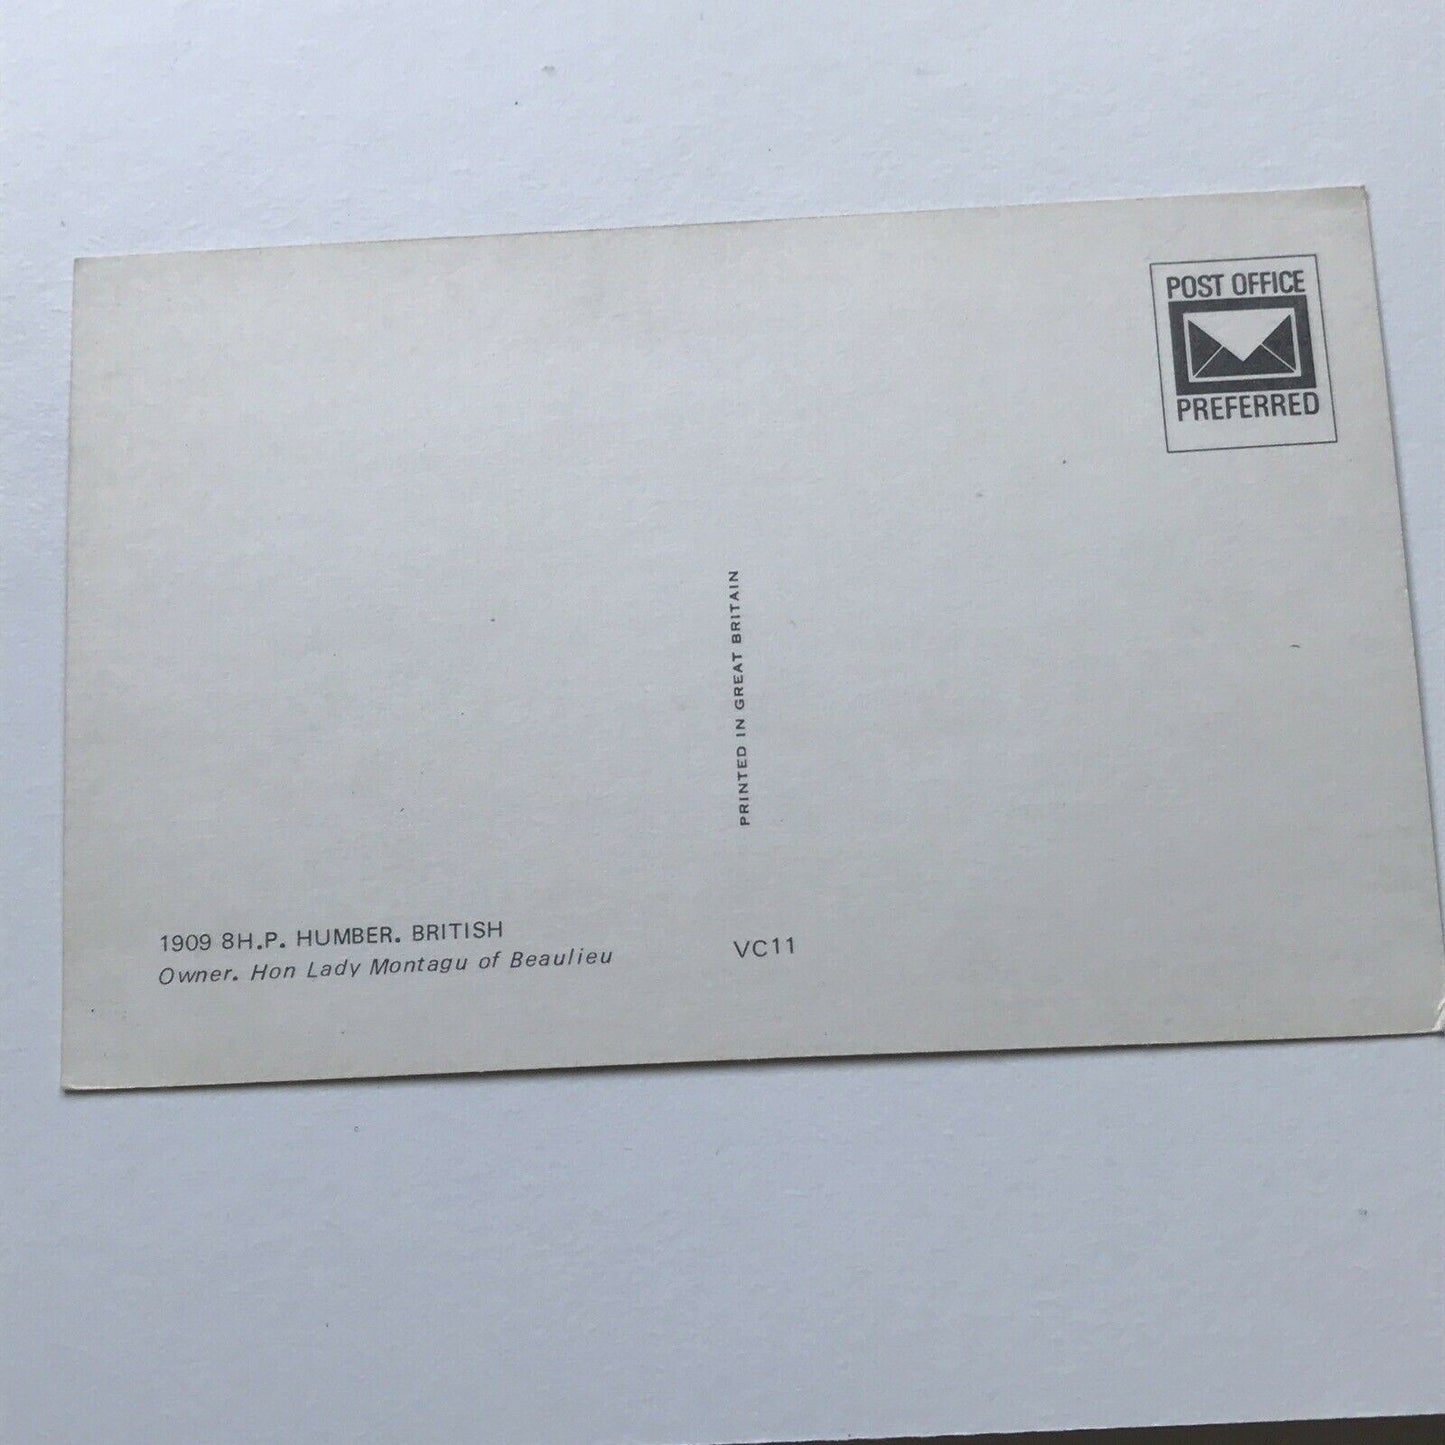 POST OFFICE
PREFERRED
PRINTED IN GREAT BRITAIN
1909 8H.P. HUMBER. BRITISH
Owner. Hon Lady Montagu of Beaulieu
VC11